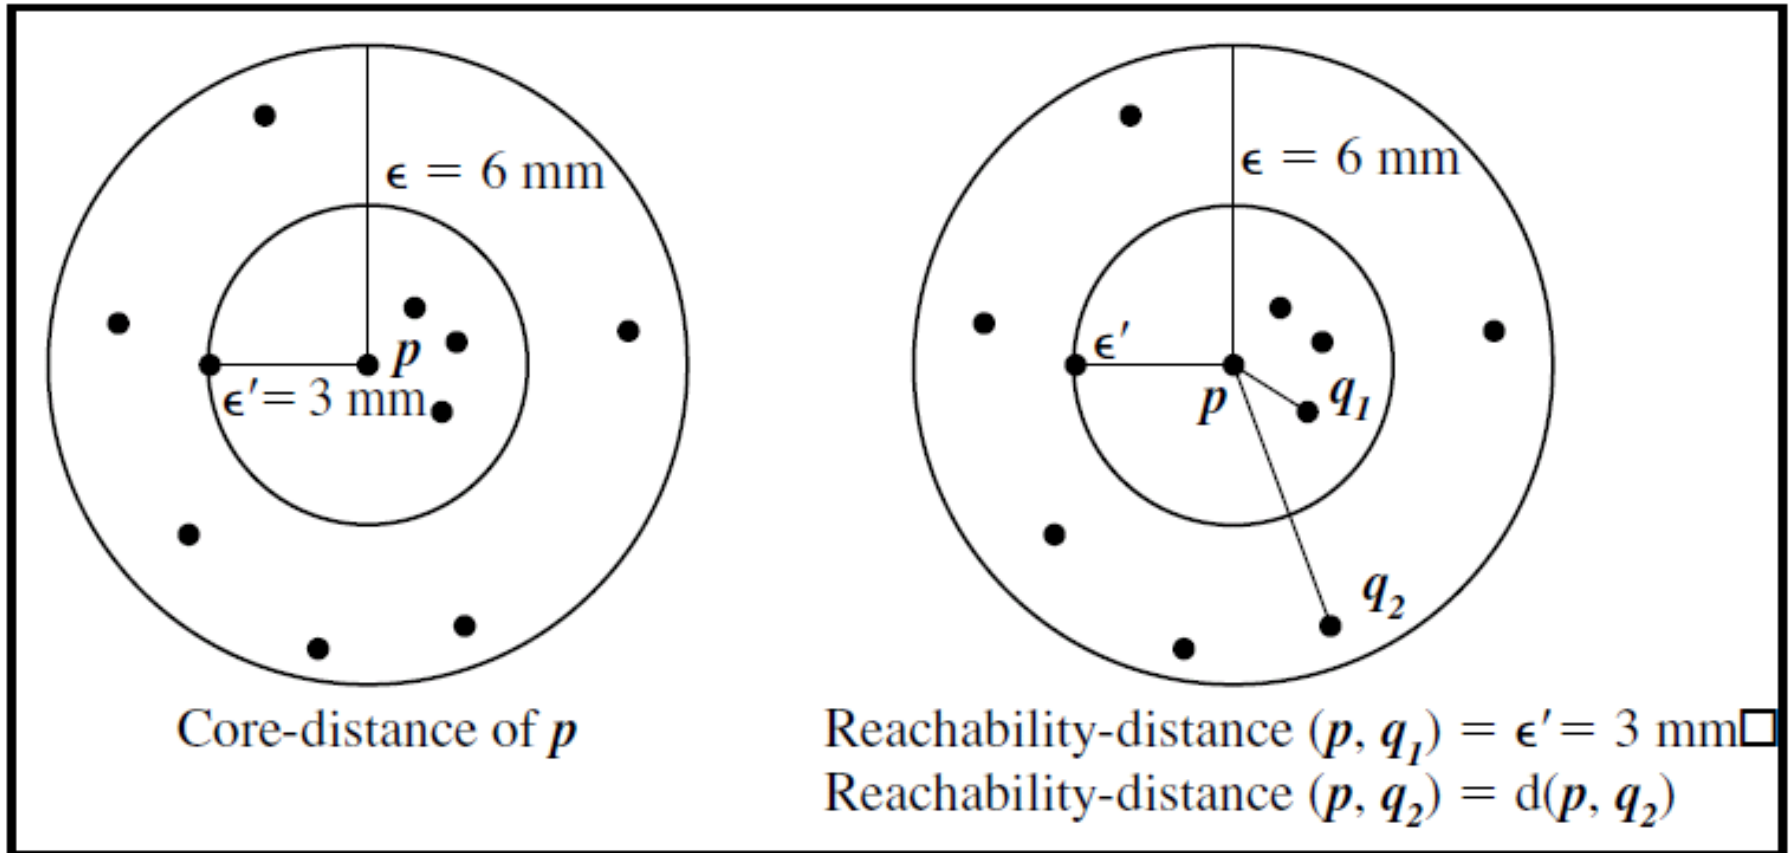 ϵ = 6 mm
p
ϵ′= 3 mm
Core-distance of p
ϵ = 6 mm
ϵ′
p
q₁
q₂
Reachability-distance (p, q₁) = ϵ′= 3 mm□
Reachability-distance (p, q₂) = d(p, q₂)